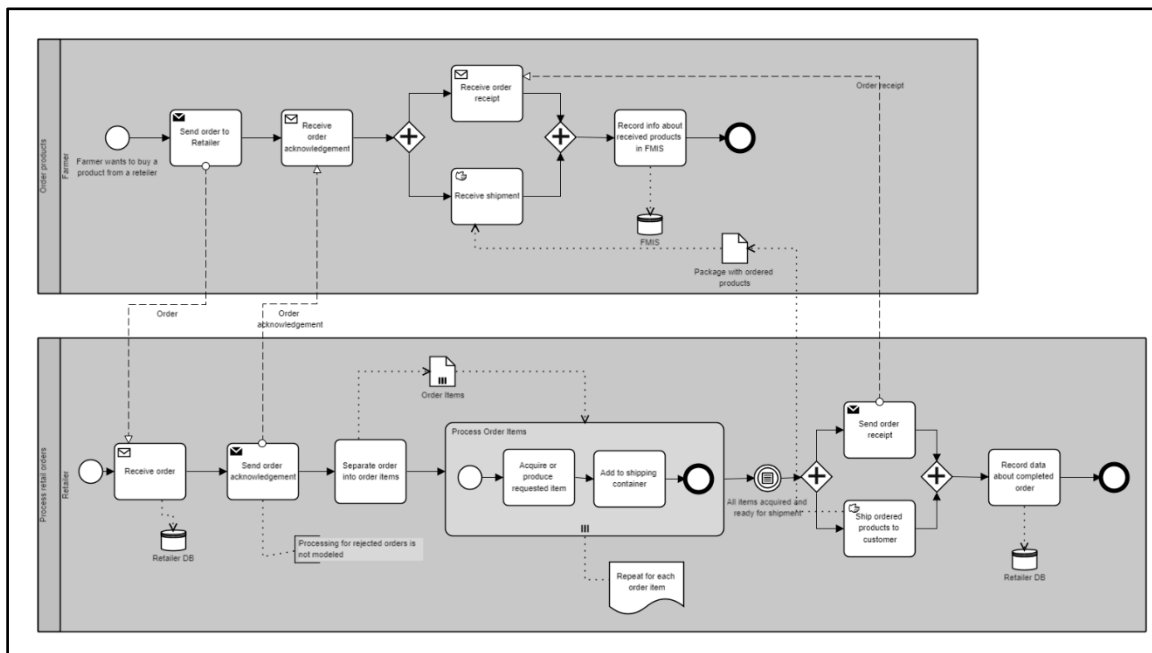 Order products
Farmer
Farmer wants to buy a
product from a reteiler
Send order to
Retailer
Receive
order
acknowledgement
Receive order
receipt
Receive shipment
Record info about
received products
in FMIS
FMIS
Package with ordered
products
Order receipt
Order
Order
acknowledgement
Process retail orders
Retailer
Receive order
Retailer DB
Send order
acknowledgement
Processing for rejected orders is
not modeled
Separate order
into order items
Order Items
Process Order Items
Acquire or
produce
requested item
Add to shipping
container
Repeat for each
order item
All items acquired and
ready for shipment
Send order
receipt
Ship ordered
products to
customer
Record data
about completed
order
Retailer DB